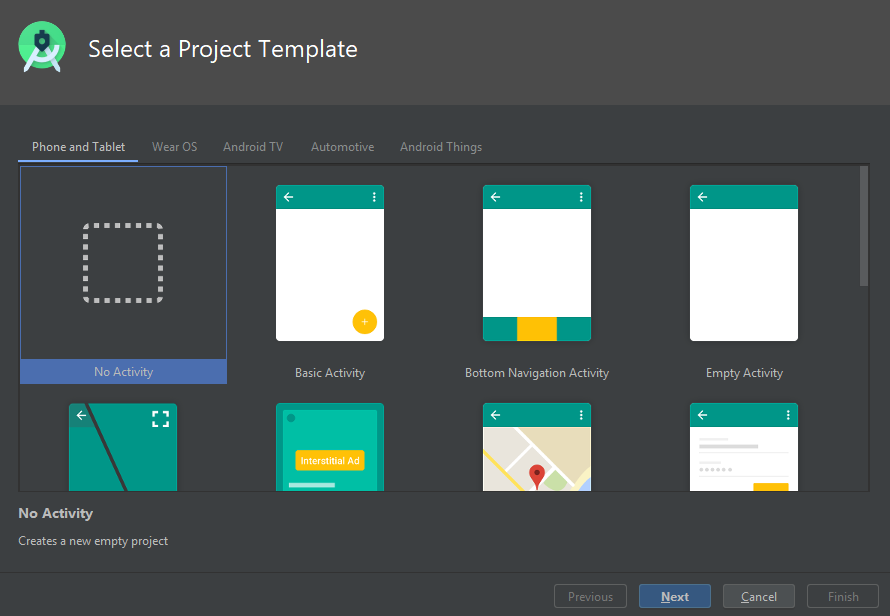 Select a Project Template
Phone and Tablet Wear OS Android TV Automotive Android Things
No Activity Basic Activity Bottom Navigation Activity Empty Activity
Interstitial Ad
No Activity
Creates a new empty project
Previous Next Cancel Finish